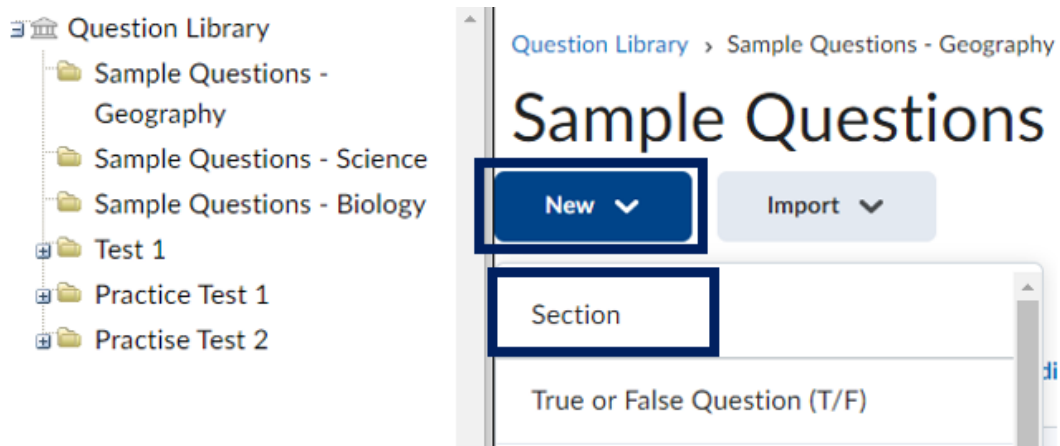 Question Library
Sample Questions -
Geography
Sample Questions - Science
Sample Questions - Biology
Test 1
Practice Test 1
Practise Test 2
Question Library › Sample Questions - Geography
Sample Questions
New
Import
Section
True or False Question (T/F)